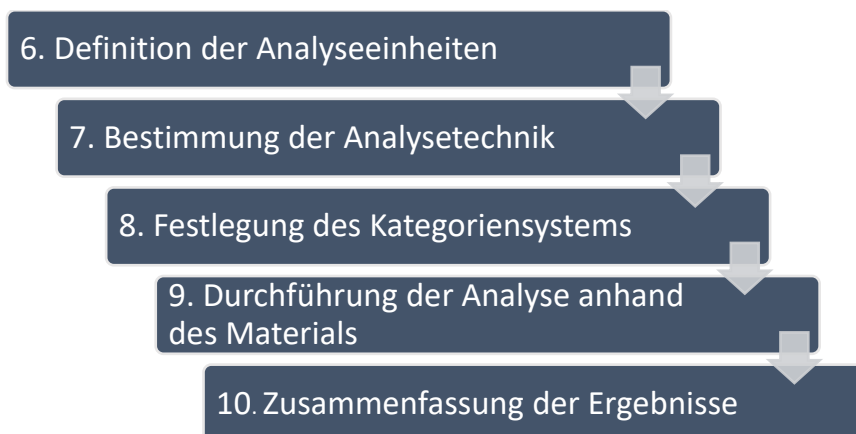 6. Definition der Analyseeinheiten
7. Bestimmung der Analysetechnik
8. Festlegung des Kategoriensystems
9. Durchführung der Analyse anhand
des Materials
10. Zusammenfassung der Ergebnisse